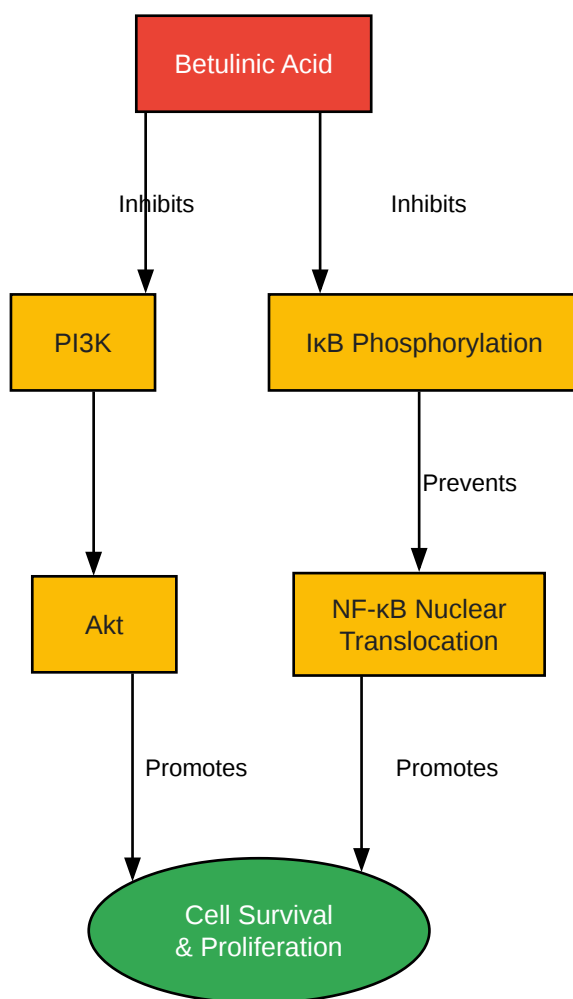 Betulinic Acid
Inhibits
Inhibits
PI3K
IκB Phosphorylation
Prevents
Akt
NF-κB Nuclear
Translocation
Promotes
Promotes
Cell Survival
& Proliferation